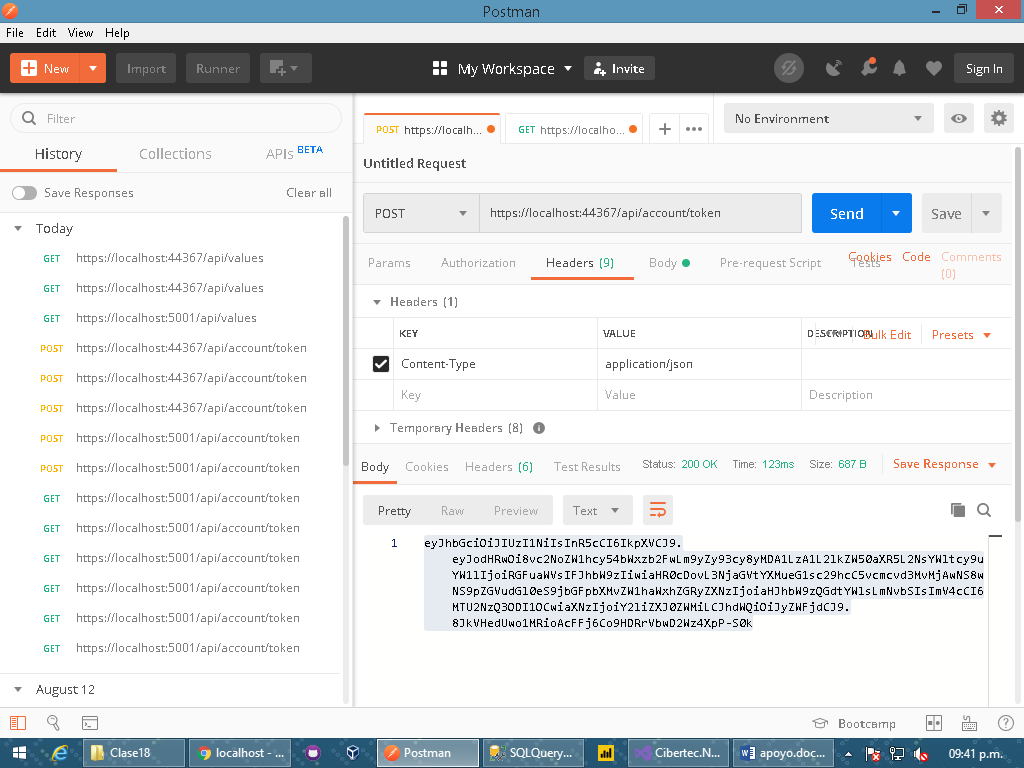 Postman
File Edit View Help
New Import Runner My Workspace Invite Sign In
Filter
History Collections APIs BETA
Save Responses Clear all
Today
GET https://localhost:44367/api/values
GET https://localhost:44367/api/values
GET https://localhost:5001/api/values
POST https://localhost:44367/api/account/token
POST https://localhost:44367/api/account/token
POST https://localhost:44367/api/account/token
POST https://localhost:5001/api/account/token
POST https://localhost:5001/api/account/token
GET https://localhost:5001/api/account/token
GET https://localhost:5001/api/account/token
GET https://localhost:5001/api/account/token
GET https://localhost:5001/api/account/token
GET https://localhost:5001/api/account/token
GET https://localhost:5001/api/account/token
August 12
POST https://localh... GET https://localho... No Environment
Untitled Request
POST https://localhost:44367/api/account/token Send Save
Params Authorization Headers (9) Body Pre-request Script Tests Cookies Code Comments (0)
Headers (1)
KEY VALUE DESCRIPTION Bulk Edit Presets
Content-Type application/json
Key Value Description
Temporary Headers (8)
Body Cookies Headers (6) Test Results Status: 200 OK Time: 123ms Size: 687 B Save Response
Pretty Raw Preview Text
1 eyJhbGciOiJIUzI1NiIsInR5cCI6IkpXVCJ9.
Bootcamp
Clase18 localhost - ... Postman SQLQuery... Cibertec.N... apoyo.doc... 09:41 p.m.